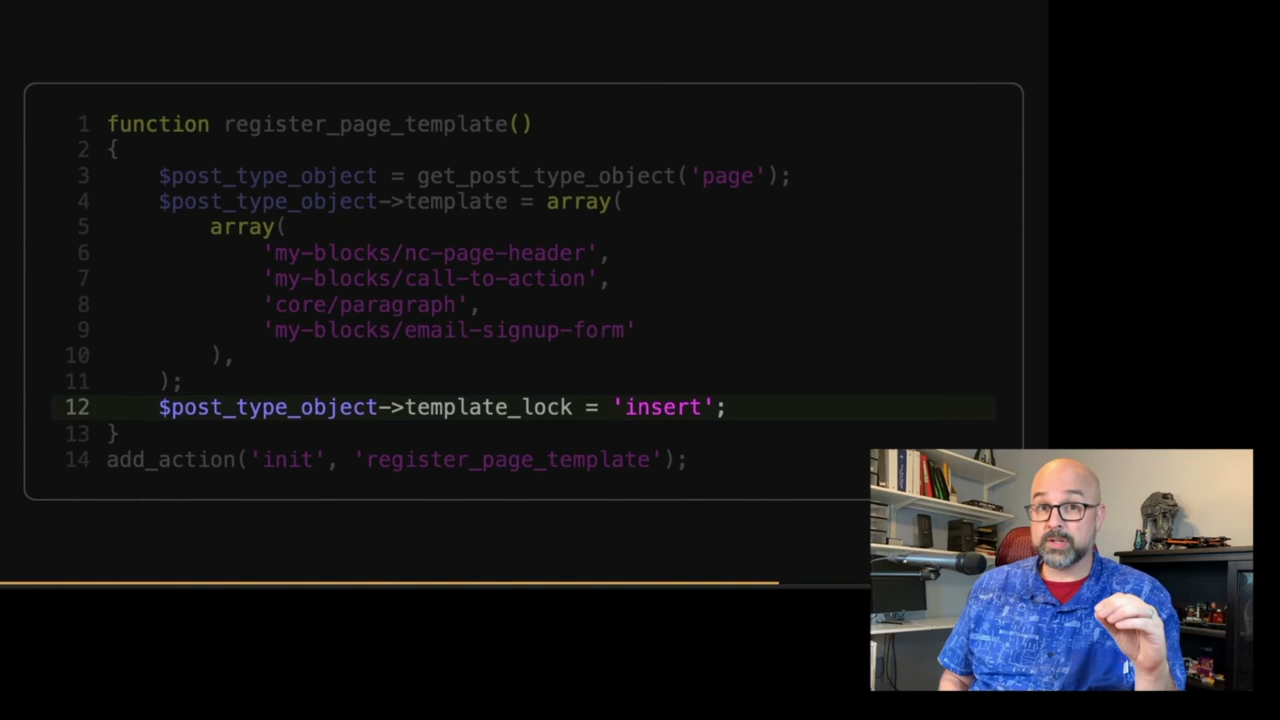 1 function register_page_template()
2 {
3 $post_type_object = get_post_type_object('page');
4 $post_type_object->template = array(
5 array(
6 'my-blocks/nc-page-header',
7 'my-blocks/call-to-action',
8 'core/paragraph',
9 'my-blocks/email-signup-form'
10 ),
11 );
12 $post_type_object->template_lock = 'insert';
13 }
14 add_action('init', 'register_page_template');